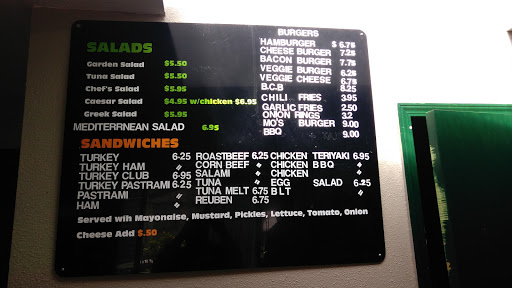 SALADS
Garden Salad $5.50
Tuna Salad $5.50
Chef's Salad $5.95
Caesar Salad $4.95 w/chicken $6.95
Greek Salad $5.95
MEDITERRNEAN SALAD 6.95
BURGERS
HAMBURGER $ 6.75
CHEESE BURGER 7.25
BACON BURGER 7.75
VEGGIE BURGER 6.25
VEGGIE CHEESE 6.75
B.C.B 8.25
CHILI FRIES 3.95
GARLIC FRIES 2.50
ONION RINGS 3.2
MO'S BURGER 9.00
BBQ 9.00
SANDWICHES
TURKEY 6.25
TURKEY HAM "
TURKEY CLUB 6.95
TURKEY PASTRAMI 6.25
PASTRAMI "
HAM "
ROASTBEEF 6.25
CORN BEEF "
SALAMI "
TUNA "
TUNA MELT 6.75
REUBEN 6.75
CHICKEN TERIYAKI 6.95
CHICKEN B B Q "
CHICKEN "
EGG SALAD 6.25
B L T "
Served wih Mayonaise, Mustard, Pickles, Lettuce, Tomato, Onion
Cheese Add $.50